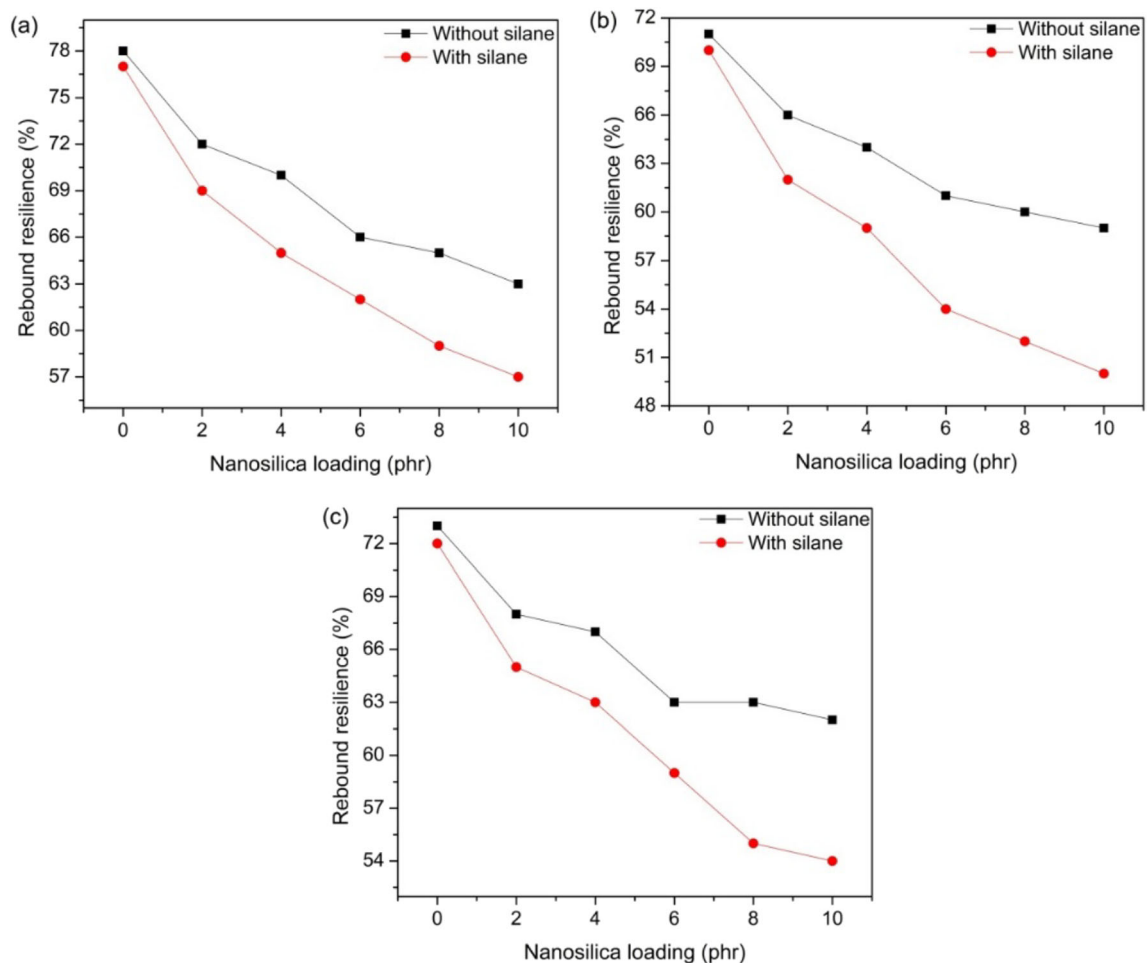 (a)
Without silane
With silane
78
75
72
69
66
63
60
57
Rebound resilience (%)
0 2 4 6 8 10
Nanosilica loading (phr)
(b)
Without silane
With silane
72
69
66
63
60
57
54
51
48
Rebound resilience (%)
0 2 4 6 8 10
Nanosilica loading (phr)
(c)
Without silane
With silane
72
69
66
63
60
57
54
Rebound resilience (%)
0 2 4 6 8 10
Nanosilica loading (phr)